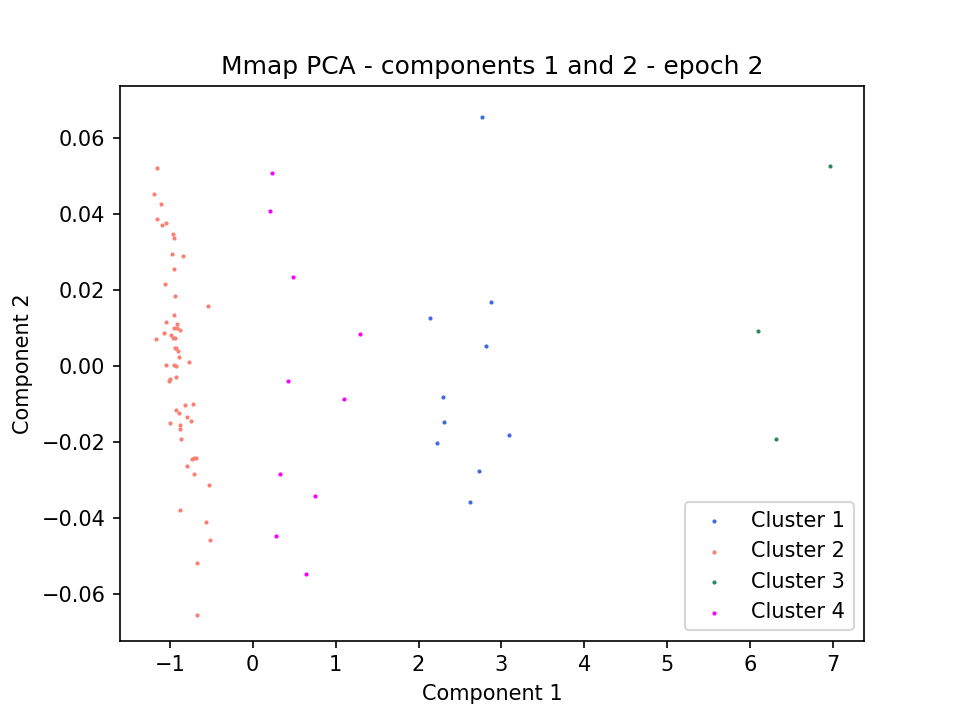 Mmap PCA - components 1 and 2 - epoch 2
Component 2
0.06
0.04
0.02
0.00
−0.02
−0.04
−0.06
Cluster 1
Cluster 2
Cluster 3
Cluster 4
−1 0 1 2 3 4 5 6 7
Component 1